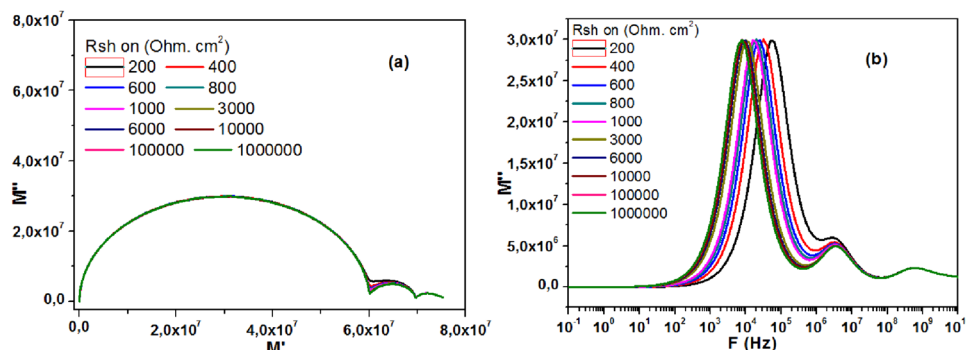 8,0x10⁷
Rsh on (Ohm. cm²)
(a)
200 400
600 800
1000 3000
6000 10000
100000 1000000
6,0x10⁷
4,0x10⁷
2,0x10⁷
0,0
M''
0,0 2,0x10⁷ 4,0x10⁷ 6,0x10⁷ 8,0x10⁷
M'
Rsh on (Ohm. cm²)
(b)
200
400
600
800
1000
3000
6000
10000
100000
1000000
3,0x10⁷
2,5x10⁷
2,0x10⁷
1,5x10⁷
1,0x10⁷
5,0x10⁶
0,0
M''
10⁻¹ 10⁰ 10¹ 10² 10³ 10⁴ 10⁵ 10⁶ 10⁷ 10⁸ 10⁹ 10
F (Hz)